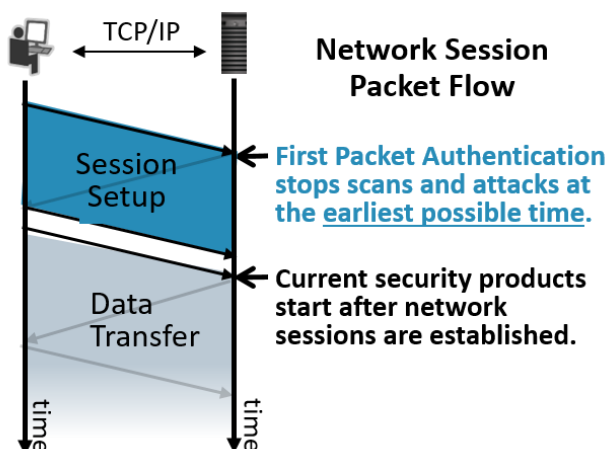 TCP/IP
Network Session
Packet Flow
Session
Setup
First Packet Authentication
stops scans and attacks at
the earliest possible time.
Current security products
start after network
sessions are established.
Data
Transfer
time
time